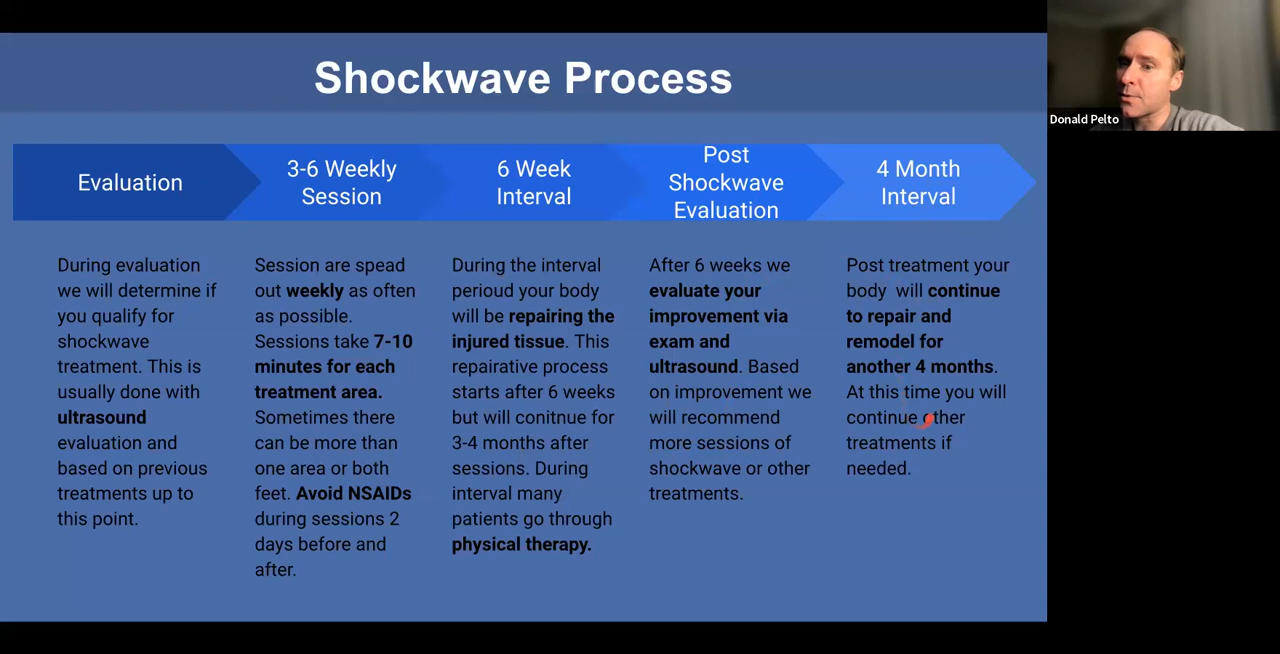 Shockwave Process
Evaluation
3-6 Weekly
Session
6 Week
Interval
Post
Shockwave
Evaluation
4 Month
Interval
During evaluation
we will determine if
you qualify for
shockwave
treatment. This is
usually done with
ultrasound
evaluation and
based on previous
treatments up to
this point.
Session are spead
out weekly as often
as possible.
Sessions take 7-10
minutes for each
treatment area.
Sometimes there
can be more than
one area or both
feet. Avoid NSAIDs
during sessions 2
days before and
after.
During the interval
perioud your body
will be repairing the
injured tissue. This
repairative process
starts after 6 weeks
but will conitnue for
3-4 months after
sessions. During
interval many
patients go through
physical therapy.
After 6 weeks we
evaluate your
improvement via
exam and
ultrasound. Based
on improvement we
will recommend
more sessions of
shockwave or other
treatments.
Post treatment your
body will continue
to repair and
remodel for
another 4 months.
At this time you will
continue other
treatments if
needed.
Donald Pelto